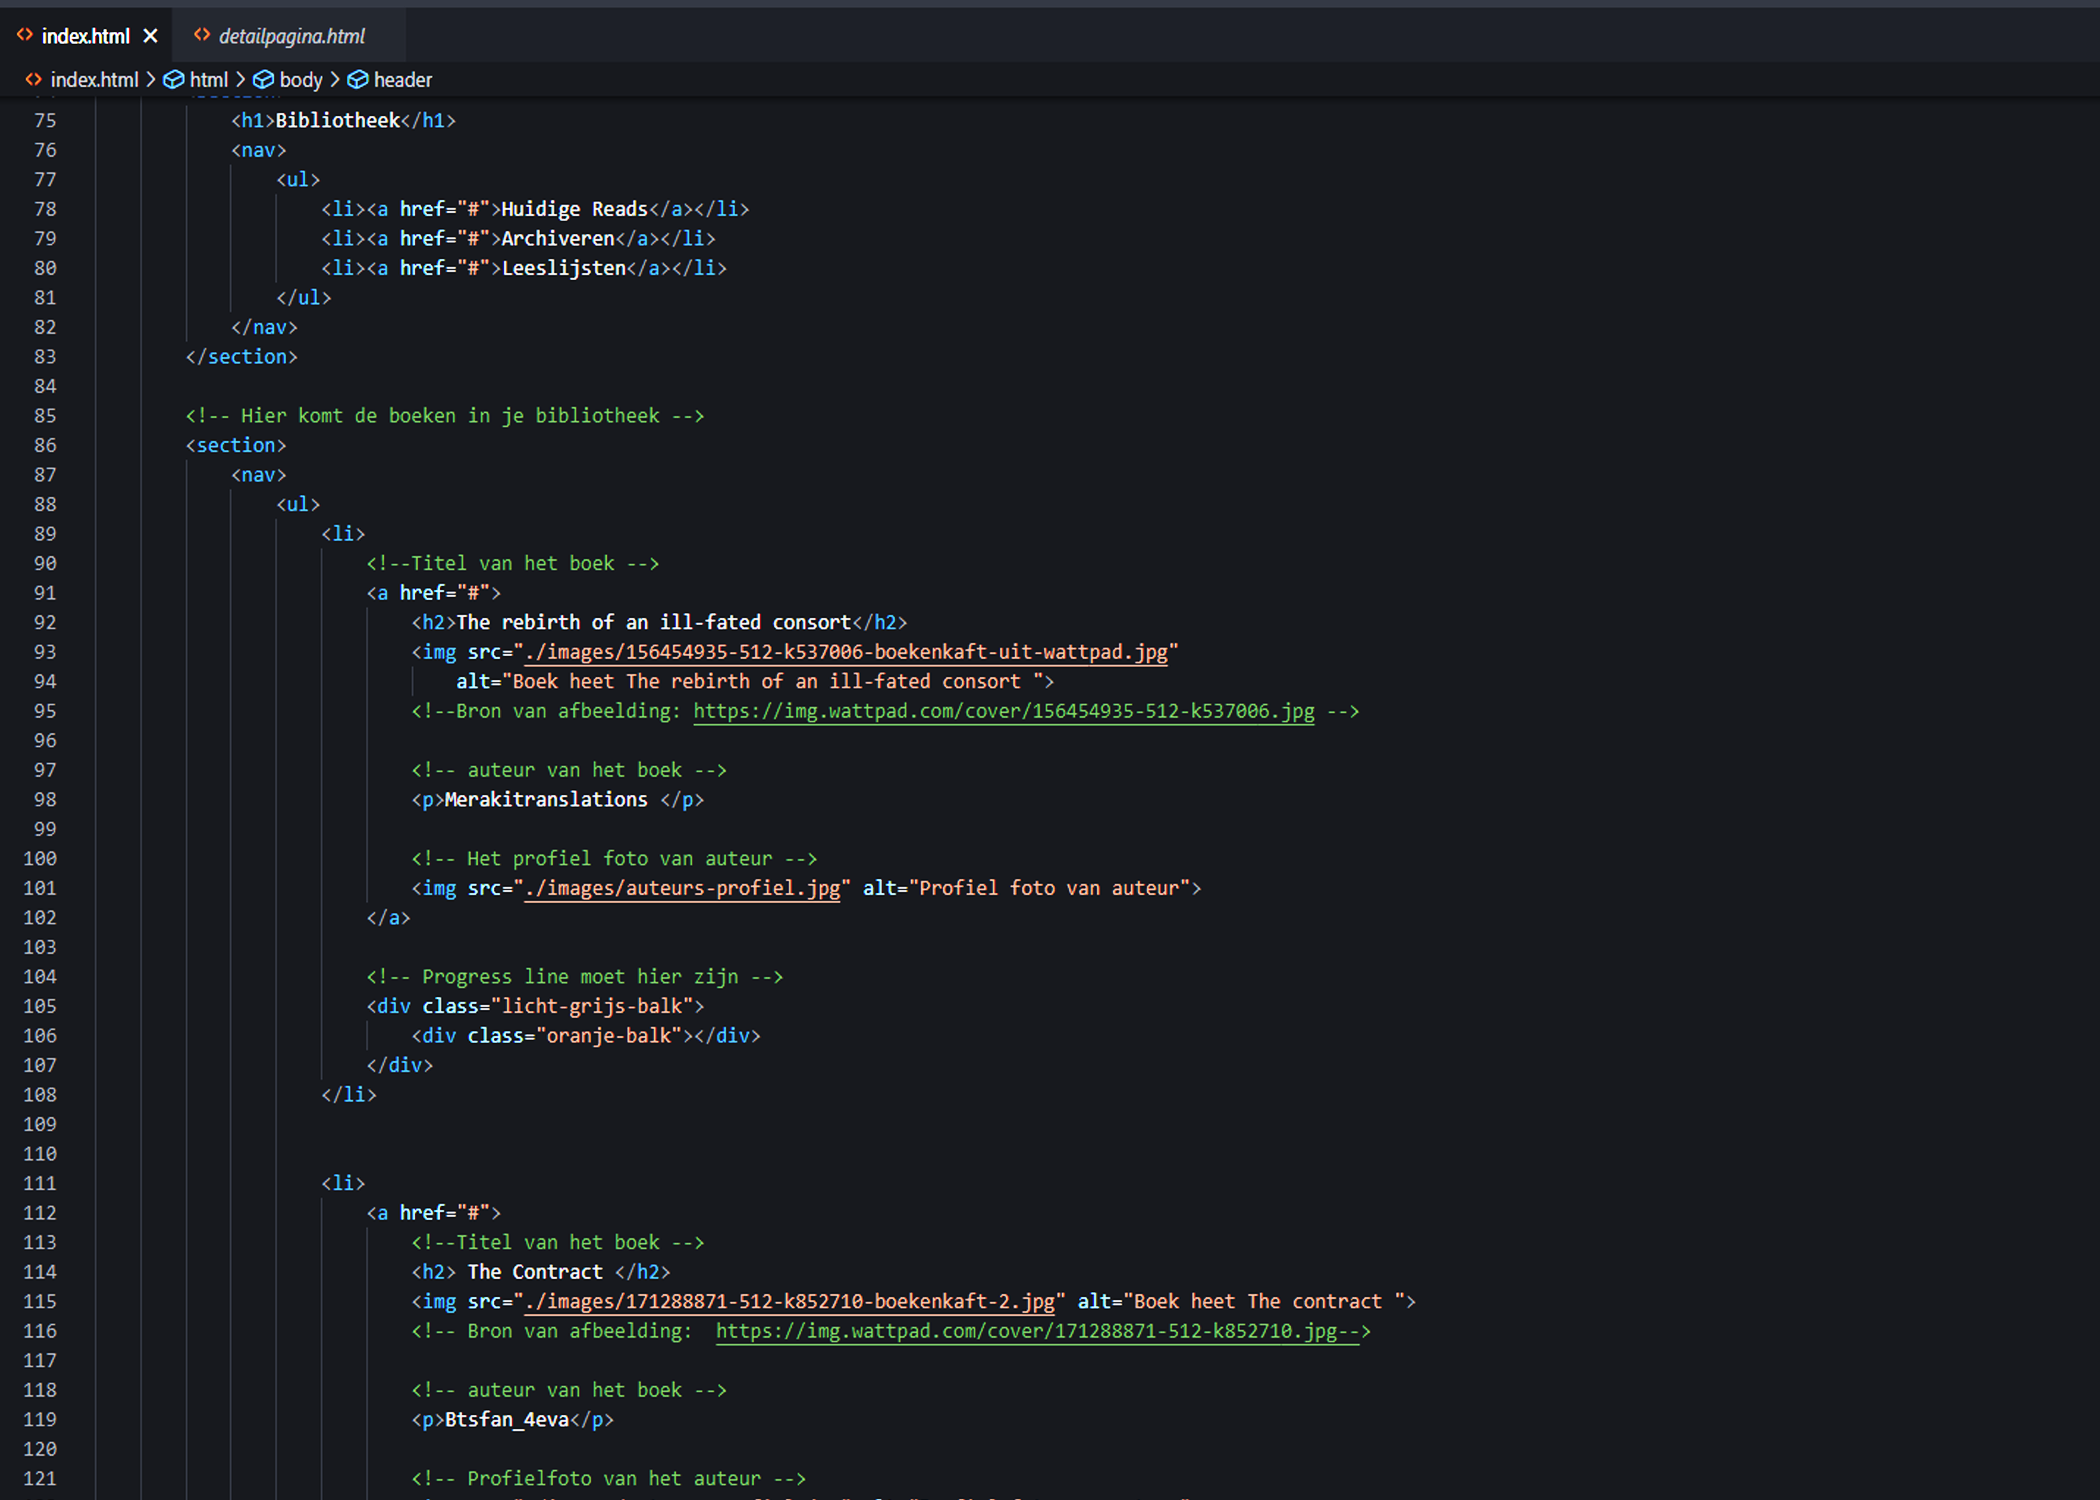 index.html
detailpagina.html
index.html > html > body > header
75 <h1>Bibliotheek</h1>
76 <nav>
77 <ul>
78 <li><a href="#">Huidige Reads</a></li>
79 <li><a href="#">Archiveren</a></li>
80 <li><a href="#">Leeslijsten</a></li>
81 </ul>
82 </nav>
83 </section>
84
85 <!-- Hier komt de boeken in je bibliotheek -->
86 <section>
87 <nav>
88 <ul>
89 <li>
90 <!--Titel van het boek -->
91 <a href="#">
92 <h2>The rebirth of an ill-fated consort</h2>
93 <img src="./images/156454935-512-k537006-boekenkaft-uit-wattpad.jpg"
94 alt="Boek heet The rebirth of an ill-fated consort ">
95 <!--Bron van afbeelding: https://img.wattpad.com/cover/156454935-512-k537006.jpg -->
96
97 <!-- auteur van het boek -->
98 <p>Merakitranslations </p>
99
100 <!-- Het profiel foto van auteur -->
101 <img src="./images/auteurs-profiel.jpg" alt="Profiel foto van auteur">
102 </a>
103
104 <!-- Progress line moet hier zijn -->
105 <div class="licht-grijs-balk">
106 <div class="oranje-balk"></div>
107 </div>
108 </li>
109
110
111 <li>
112 <a href="#">
113 <!--Titel van het boek -->
114 <h2> The Contract </h2>
115 <img src="./images/171288871-512-k852710-boekenkaft-2.jpg" alt="Boek heet The contract ">
116 <!-- Bron van afbeelding:  https://img.wattpad.com/cover/171288871-512-k852710.jpg-->
117
118 <!-- auteur van het boek -->
119 <p>Btsfan_4eva</p>
120
121 <!-- Profielfoto van het auteur -->